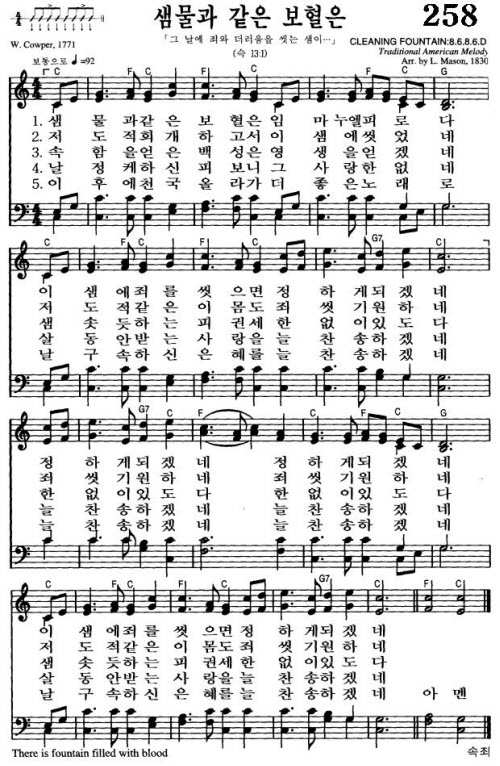 샘물과 같은 보혈은
258
「그 날에 죄와 더러움을 씻는 샘이…」
(슥 13:1)
W. Cowper, 1771
CLEANING FOUNTAIN:8.6.8.6.D
Traditional American Melody
Arr. by L. Mason, 1830
보통으로 ♩=92
C F C F C G
1. 샘 물 과같 은 보 혈은 임 마 누엘 피 로 다
2. 저 도 적회 개 하 고서 이 샘 에씻 었 네
3. 속 함 을얻 은 백 성은 영 생 을얻 겠 네
4. 날 정 케하 신 피 보니 그 사 랑한 없 네
5. 이 후 에천 국 올 라가 더 좋 은노 래 로
C F C F C G7 C
이 샘 에죄 를 씻 으면 정 하 게되 겠 네
저 도 적같 은 이 몸도 죄 씻 기원 하 네
샘 솟 듯하 는 피 권세 한 없 이있 도 다
살 동 안받 는 사 랑을 늘 찬 송하 겠 네
날 구 속하 신 은 혜를 늘 찬 송하 겠 네
C G7 C F C G
정 하 게되 겠 네 정 하 게되 겠 네
죄 씻 기원 하 네 죄 씻 기원 하 네
한 없 이있 도 다 한 없 이있 도 다
늘 찬 송하 겠 네 늘 찬 송하 겠 네
늘 찬 송하 겠 네 늘 찬 송하 겠 네
C F C F C G7 C F C
이 샘 에죄 를 씻 으면 정 하 게되 겠 네
저 도 적같 은 이 몸도 죄 씻 기원 하 네
샘 솟 듯하 는 피 권세 한 없 이있 도 다
살 동 안받 는 사 랑을 늘 찬 송하 겠 네
날 구 속하 신 은 혜를 늘 찬 송하 겠 네 아 멘
There is fountain filled with blood
속죄